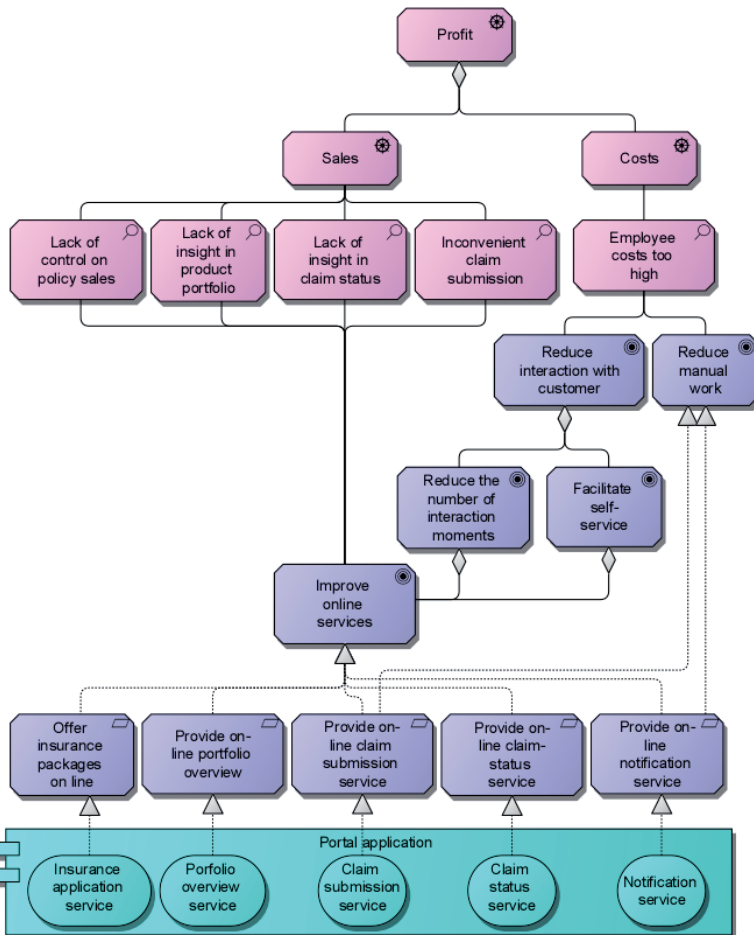 Profit
Sales
Costs
Lack of
control on
policy sales
Lack of
insight in
product
portfolio
Lack of
insight in
claim status
Inconvenient
claim
submission
Employee
costs too
high
Reduce
interaction with
customer
Reduce
manual
work
Reduce the
number of
interaction
moments
Facilitate
self-
service
Improve
online
services
Offer
insurance
packages
on line
Provide on-
line portfolio
overview
Provide on-
line claim
submission
service
Provide on-
line claim-
status
service
Provide on-
line
notification
service
Portal application
Insurance
application
service
Porfolio
overview
service
Claim
submission
service
Claim
status
service
Notification
service